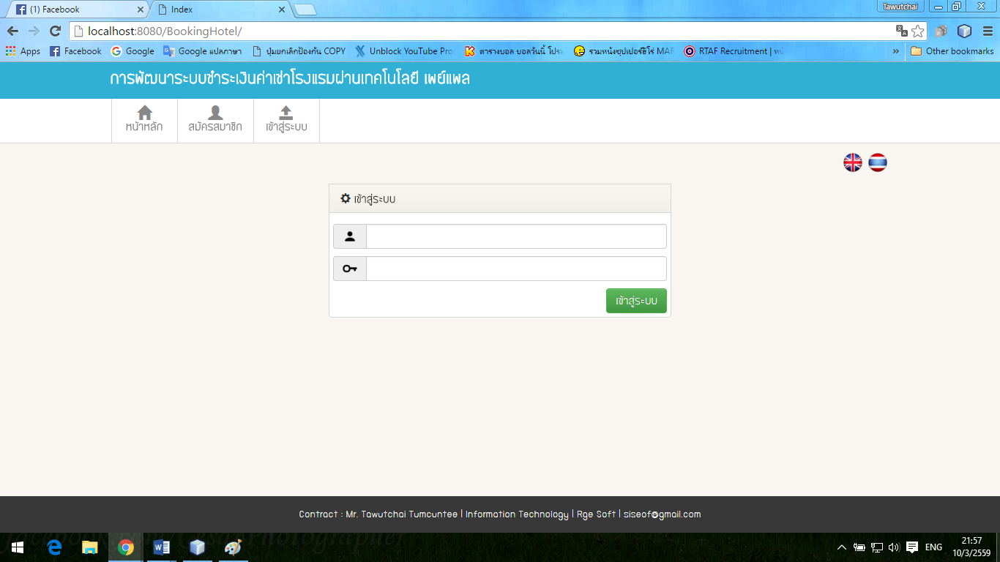 (1) Facebook
Index
Tawutchai
localhost:8080/BookingHotel/
Apps
Facebook
Google
Google แปลภาษา
ปุ่มยกเลิกป้องกัน COPY
Unblock YouTube Pro
ตารางบอล บอลวันนี้ โปรแ
รวมหนังซุปเปอร์ฮีโร่ MAR
RTAF Recruitment | หน้
»
Other bookmarks
การพัฒนาระบบชำระเงินค่าเช่าโรงแรมผ่านเทคโนโลยี เพย์แพล
หน้าหลัก
สมัครสมาชิก
เข้าสู่ระบบ
เข้าสู่ระบบ
เข้าสู่ระบบ
Contract : Mr. Tawutchai Tumcuntee | Information Technology | Rge Soft | siseof@gmail.com
ENG
21:57
10/3/2559